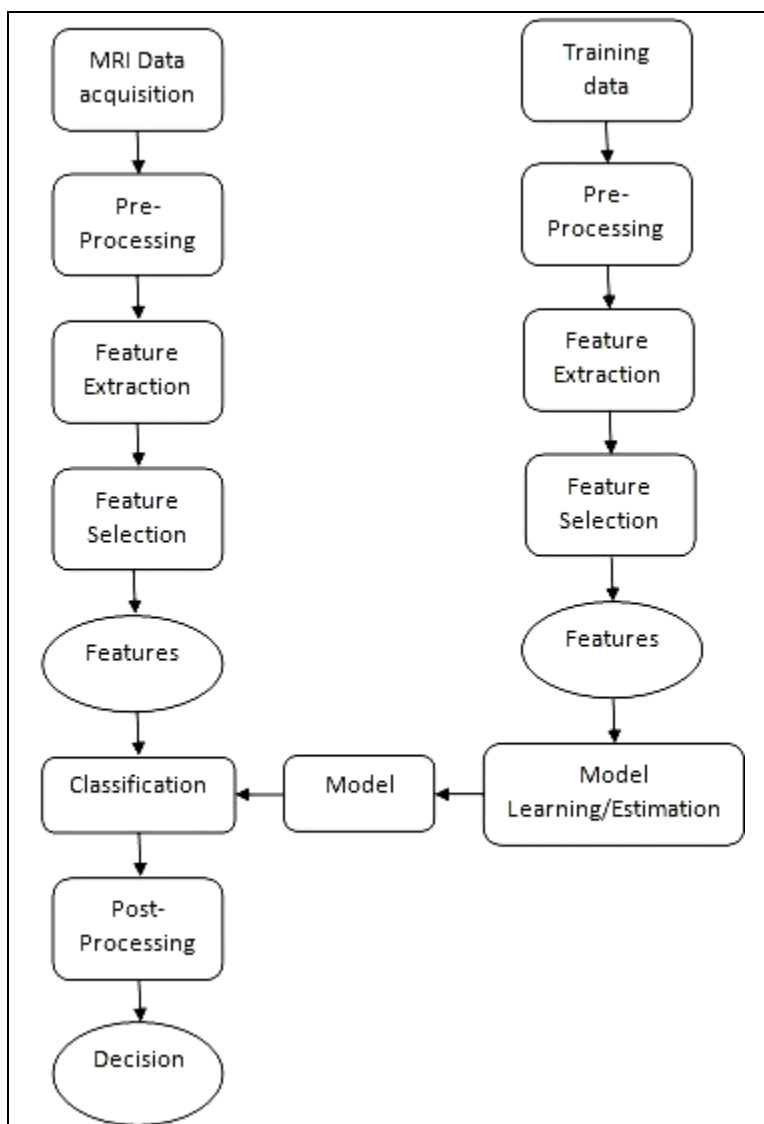 MRI Data
acquisition
Pre-
Processing
Feature
Extraction
Feature
Selection
Features
Classification
Post-
Processing
Decision
Training
data
Pre-
Processing
Feature
Extraction
Feature
Selection
Features
Model
Learning/Estimation
Model